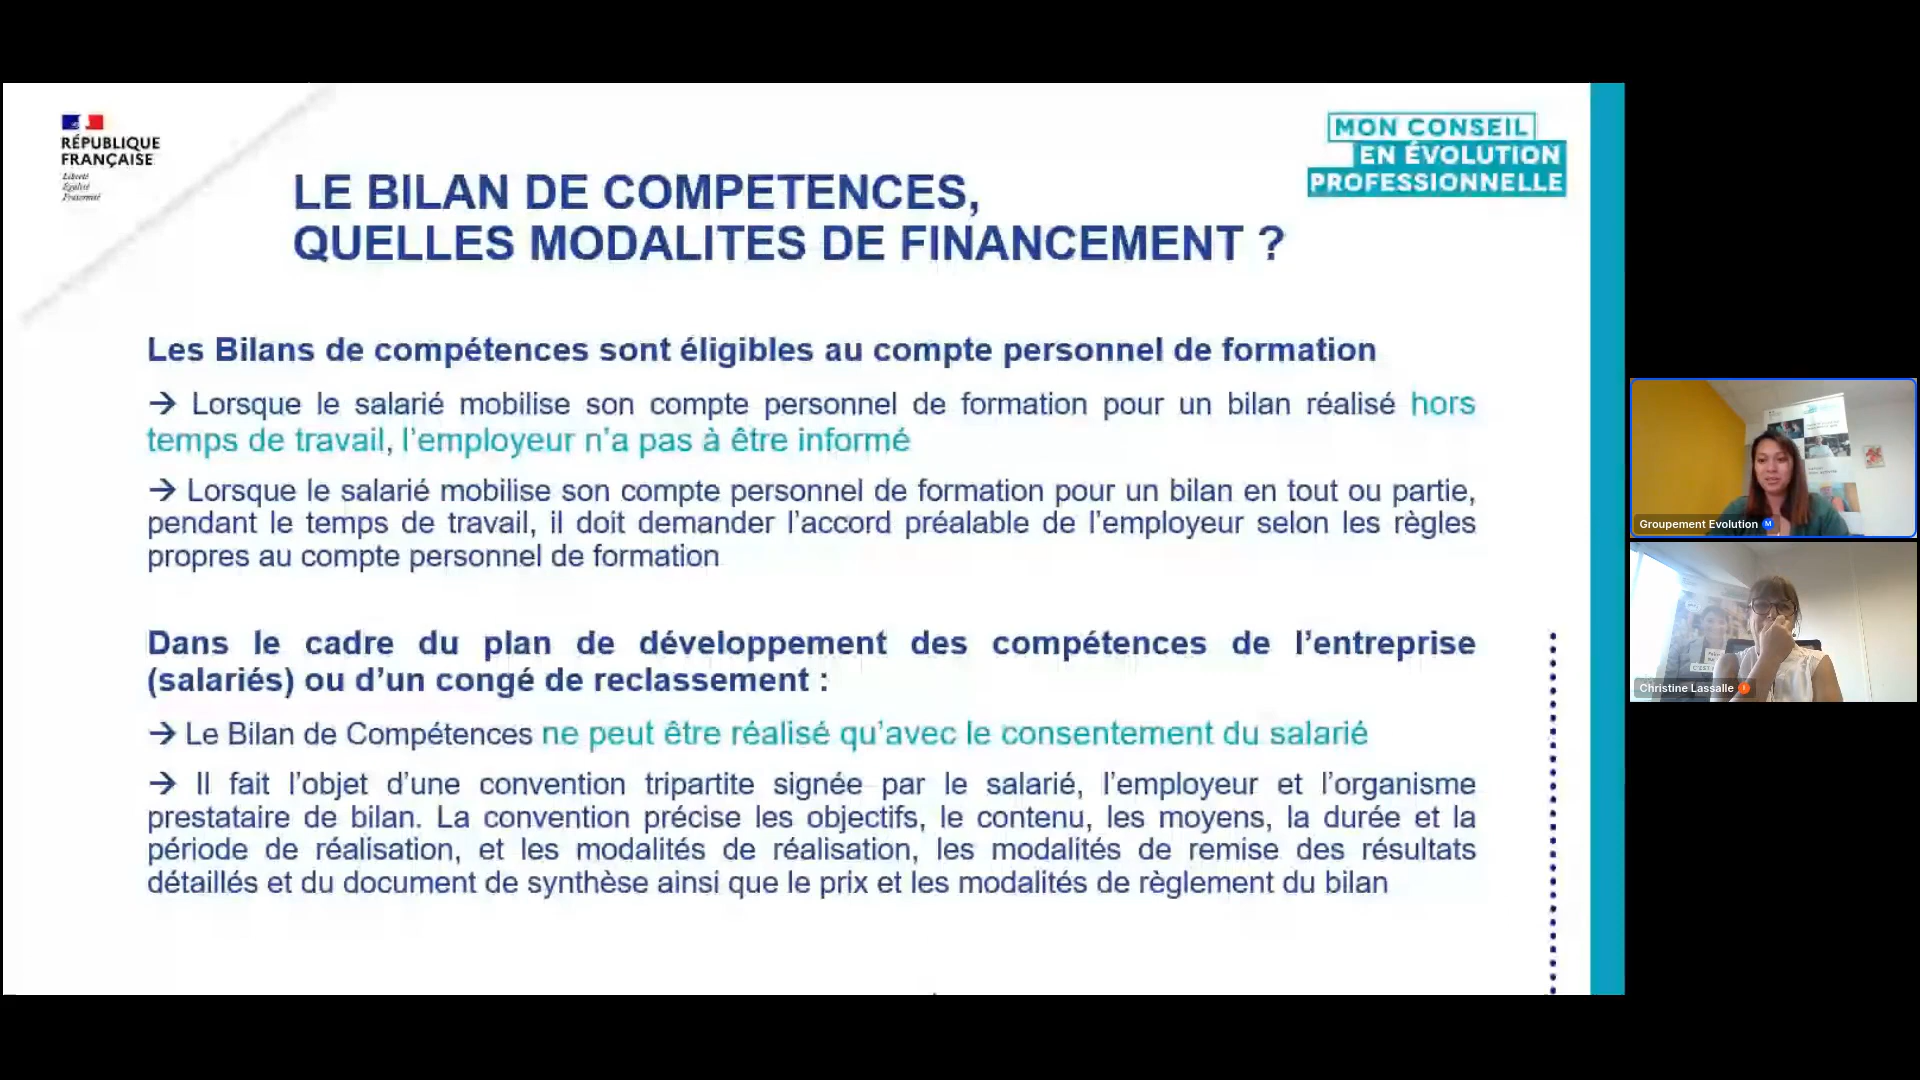 RÉPUBLIQUE
FRANÇAISE
Liberté
Égalité
Fraternité
MON CONSEIL
EN ÉVOLUTION
PROFESSIONNELLE
LE BILAN DE COMPETENCES,
QUELLES MODALITES DE FINANCEMENT ?
Les Bilans de compétences sont éligibles au compte personnel de formation
→ Lorsque le salarié mobilise son compte personnel de formation pour un bilan réalisé hors
temps de travail, l’employeur n’a pas à être informé
→ Lorsque le salarié mobilise son compte personnel de formation pour un bilan en tout ou partie,
pendant le temps de travail, il doit demander l’accord préalable de l’employeur selon les règles
propres au compte personnel de formation
Dans le cadre du plan de développement des compétences de l’entreprise
(salariés) ou d’un congé de reclassement :
→ Le Bilan de Compétences ne peut être réalisé qu’avec le consentement du salarié
→ Il fait l’objet d’une convention tripartite signée par le salarié, l’employeur et l’organisme
prestataire de bilan. La convention précise les objectifs, le contenu, les moyens, la durée et la
période de réalisation, et les modalités de réalisation, les modalités de remise des résultats
détaillés et du document de synthèse ainsi que le prix et les modalités de règlement du bilan
Groupement Evolution M
Christine Lassalle